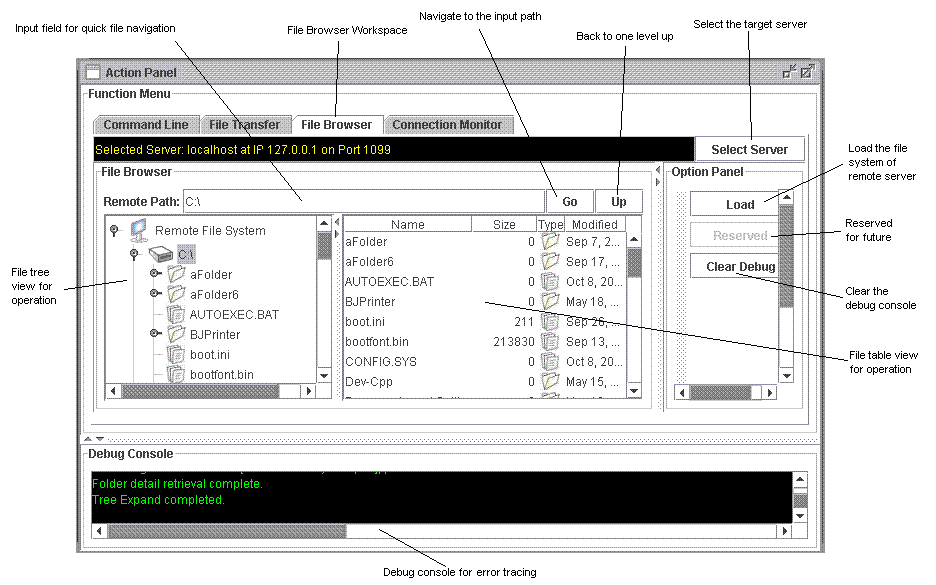 Navigate to the input path
Select the target server
Input field for quick file navigation
File Browser Workspace
Back to one level up
Action Panel
Function Menu
Command Line
File Transfer
File Browser
Connection Monitor
Selected Server: localhost at IP 127.0.0.1 on Port 1099
Select Server
Load the file
system of
remote server
File Browser
Option Panel
Remote Path:
C:\
Go
Up
Load
Reserved
Clear Debug
Reserved
for future
Clear the
debug console
File table view
for operation
File tree
view for
operation
Remote File System
C:\
aFolder
aFolder6
AUTOEXEC.BAT
BJPrinter
boot.ini
bootfont.bin
Name Size Type Modified
aFolder 0 Sep 7, 2...
aFolder6 0 Sep 17, ...
AUTOEXEC.BAT 0 Oct 8, 20...
BJPrinter 0 May 18, ...
boot.ini 211 Sep 26, ...
bootfont.bin 213830 Sep 13, ...
CONFIG.SYS 0 Oct 8, 20...
Dev-Cpp 0 May 15, ...
Debug Console
Folder detail retrieval complete.
Tree Expand completed.
Debug console for error tracing